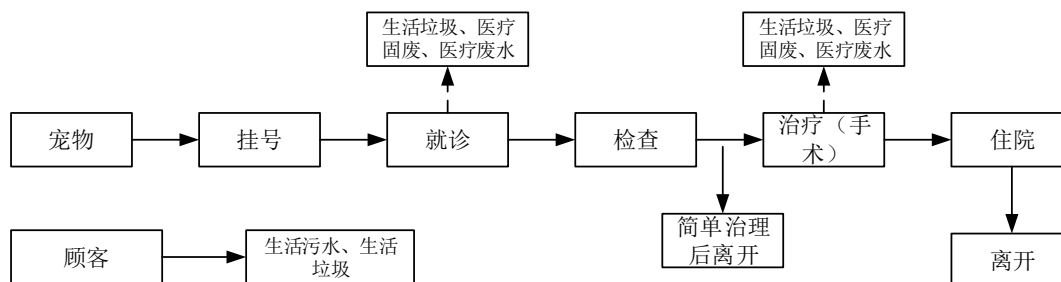 生活垃圾、医疗
固废、医疗废水
生活垃圾、医疗
固废、医疗废水
宠物
挂号
就诊
检查
治疗（手
术）
住院
简单治理
后离开
顾客
生活污水、生活
垃圾
离开